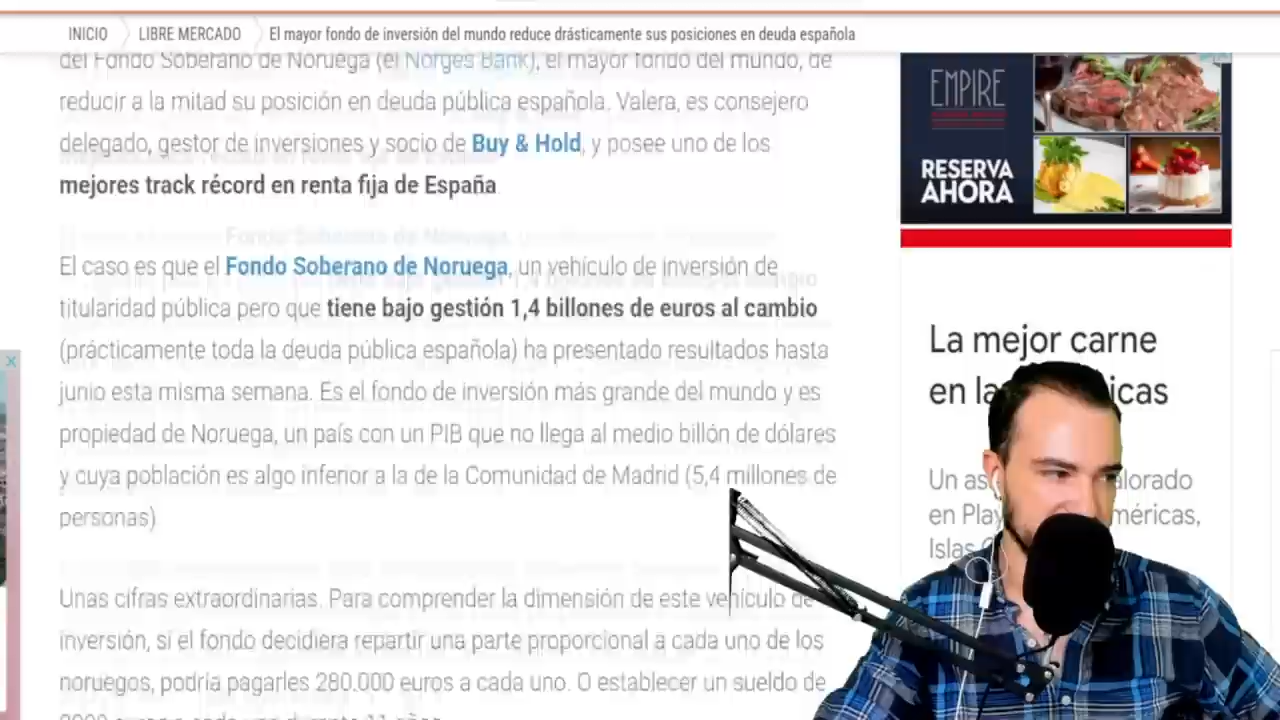 INICIO LIBRE MERCADO El mayor fondo de inversión del mundo reduce drásticamente sus posiciones en deuda española
del Fondo Soberano de Noruega (el Norges Bank), el mayor fondo del mundo, de
reducir a la mitad su posición en deuda pública española. Valera, es consejero
delegado, gestor de inversiones y socio de Buy & Hold, y posee uno de los
mejores track récord en renta fija de España.
El caso es que el Fondo Soberano de Noruega, un vehículo de inversión de
titularidad pública pero que tiene bajo gestión 1,4 billones de euros al cambio
(prácticamente toda la deuda pública española) ha presentado resultados hasta
junio esta misma semana. Es el fondo de inversión más grande del mundo y es
propiedad de Noruega, un país con un PIB que no llega al medio billón de dólares
y cuya población es algo inferior a la de la Comunidad de Madrid (5,4 millones de
personas)
Unas cifras extraordinarias. Para comprender la dimensión de este vehículo de
inversión, si el fondo decidiera repartir una parte proporcional a cada uno de los
noruegos, podría pagarles 280.000 euros a cada uno. O establecer un sueldo de
EMPIRE
RESERVA
AHORA
La mejor carne
en
Un
en
Islas